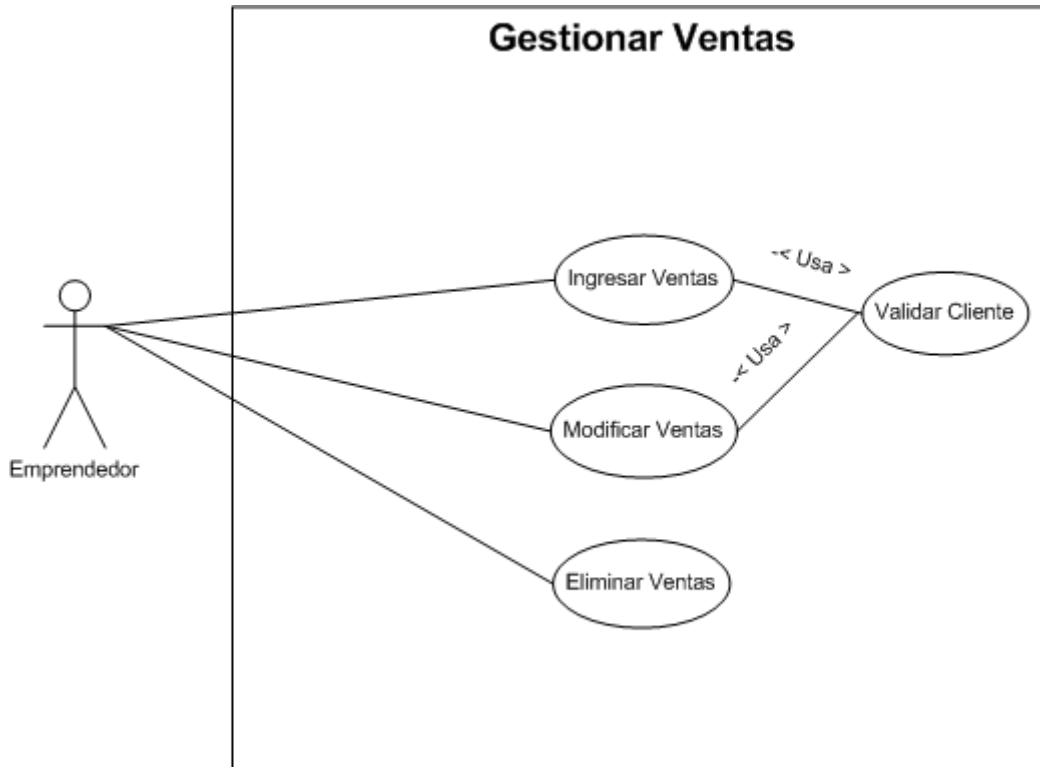 Gestionar Ventas
-< Usa >
Ingresar Ventas
Validar Cliente
-< Usa >
Modificar Ventas
Emprendedor
Eliminar Ventas